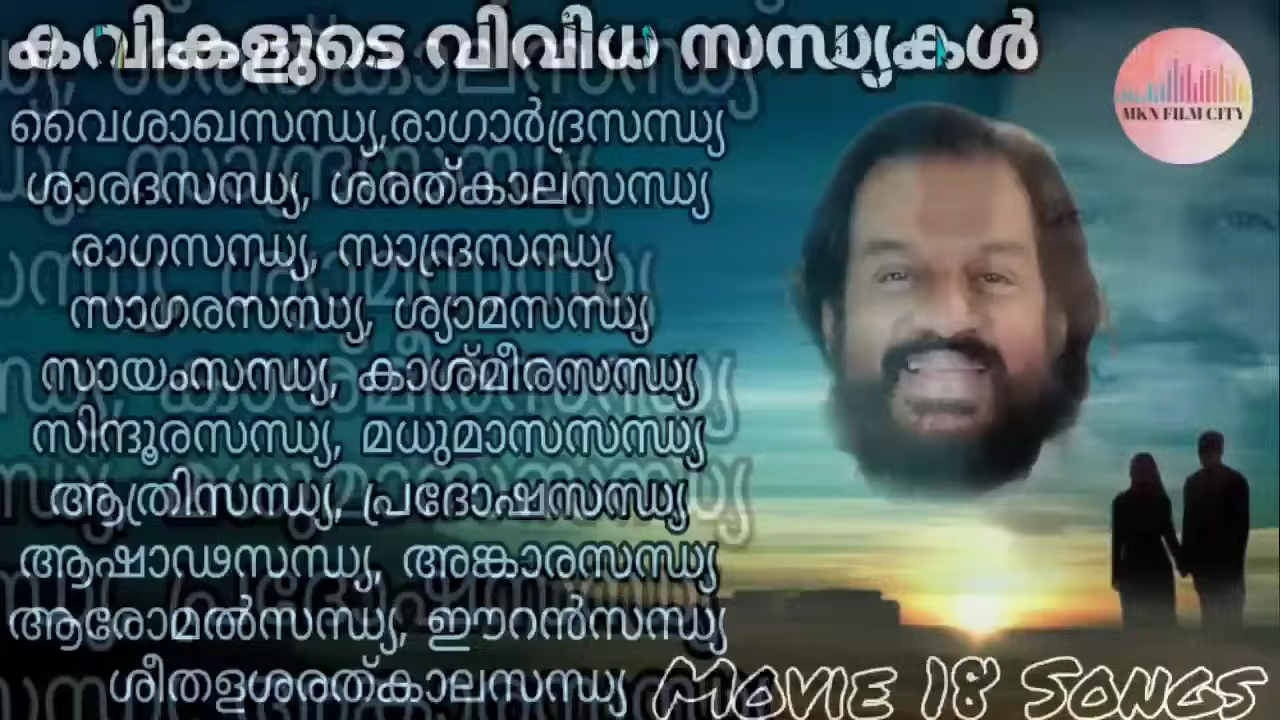 കവികളുടെ വിവിധ സന്ധ്യകൾ
MKN FILM CITY
വൈശാഖസന്ധ്യ,രാഗാർദ്രസന്ധ്യ
ശാരദസന്ധ്യ, ശരത്കാലസന്ധ്യ
രാഗസന്ധ്യ, സാന്ദ്രസന്ധ്യ
സാഗരസന്ധ്യ, ശ്യാമസന്ധ്യ
സായംസന്ധ്യ, കാശ്മീരസന്ധ്യ
സിന്ദൂരസന്ധ്യ, മധുമാസസന്ധ്യ
ആത്രിസന്ധ്യ, പ്രദോഷസന്ധ്യ
ആഷാഢസന്ധ്യ, അങ്കാരസന്ധ്യ
ആരോമൽസന്ധ്യ, ഈറൻസന്ധ്യ
ശീതളശരത്കാലസന്ധ്യ
Movie 18 Songs